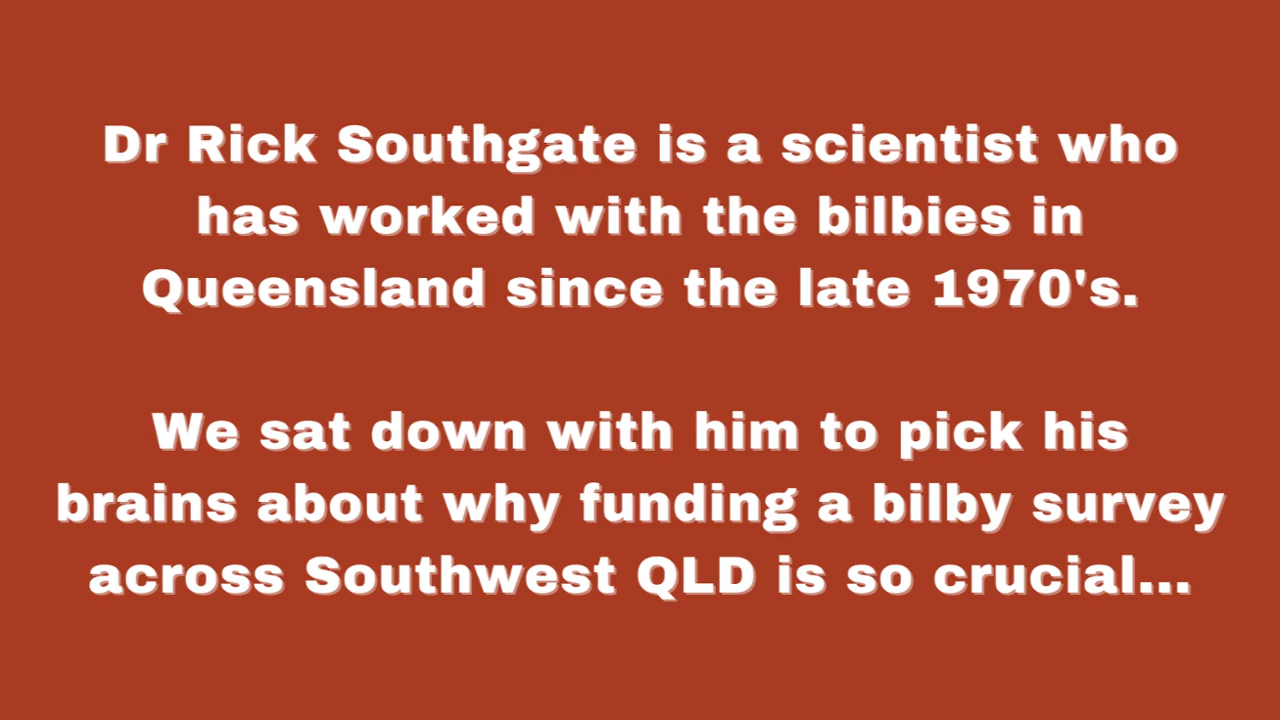 Dr Rick Southgate is a scientist who
has worked with the bilbies in
Queensland since the late 1970's.
We sat down with him to pick his
brains about why funding a bilby survey
across Southwest QLD is so crucial...